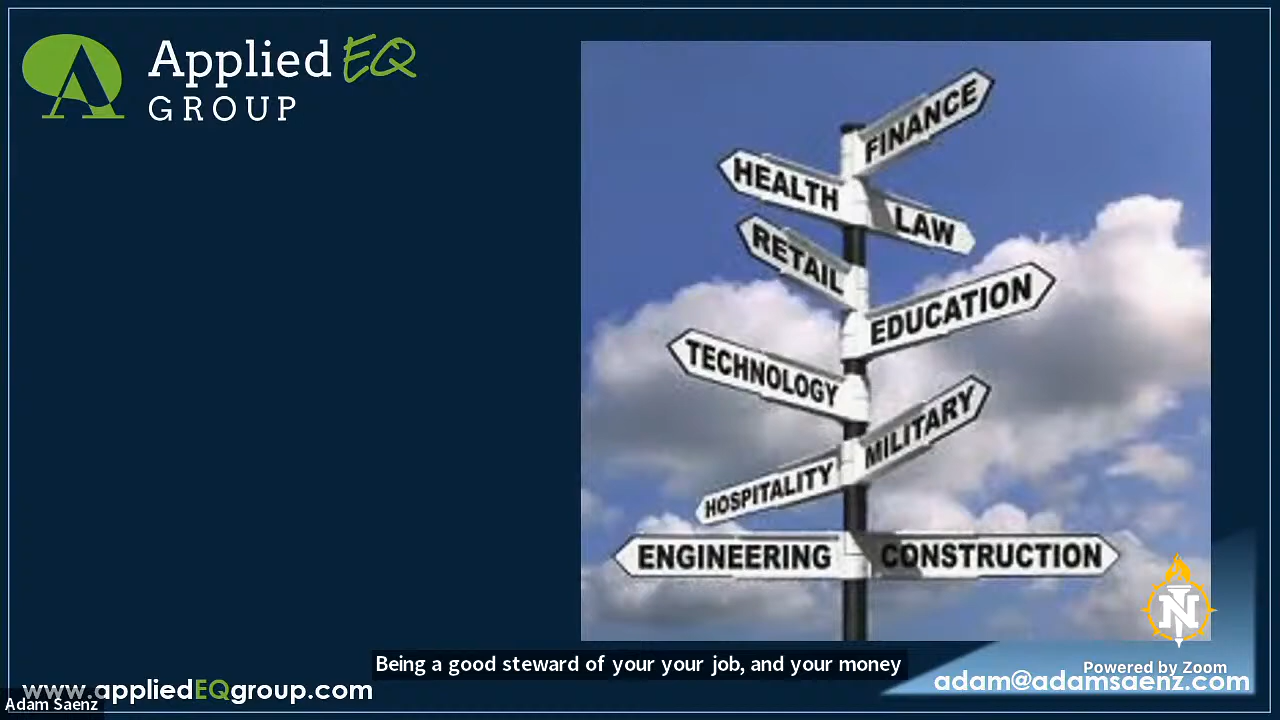 Applied EQ
GROUP
FINANCE
HEALTH
LAW
RETAIL
EDUCATION
TECHNOLOGY
MILITARY
HOSPITALITY
ENGINEERING
CONSTRUCTION
N
Being a good steward of your your job, and your money
Powered by Zoom
www.appliedEQgroup.com
adam@adamsaenz.com
Adam Saenz